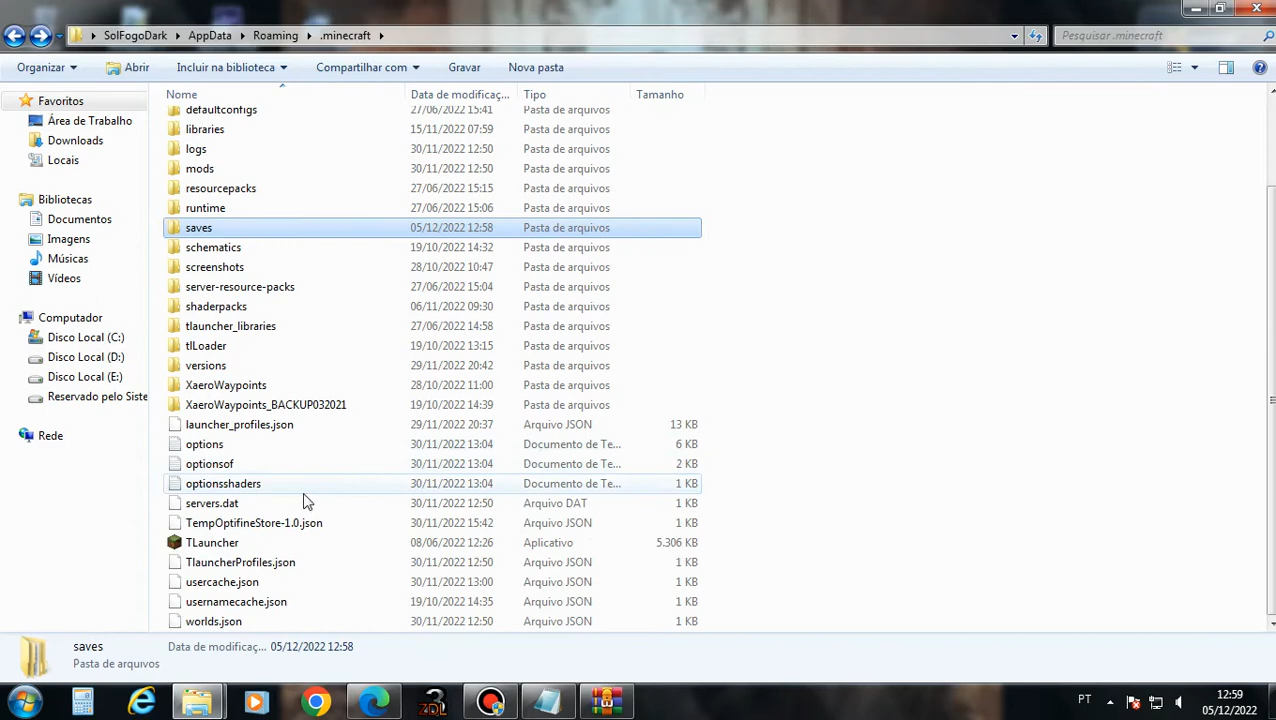 SolFogoDark AppData Roaming .minecraft
Pesquisar .minecraft
Organizar Abrir Incluir na biblioteca Compartilhar com Gravar Nova pasta
Favoritos
Área de Trabalho
Downloads
Locais
Bibliotecas
Documentos
Imagens
Músicas
Vídeos
Computador
Disco Local (C:)
Disco Local (D:)
Disco Local (E:)
Reservado pelo Siste
Rede
Nome Data de modificaç... Tipo Tamanho
defaultconfigs 27/06/2022 15:41 Pasta de arquivos
libraries 15/11/2022 07:59 Pasta de arquivos
logs 30/11/2022 12:50 Pasta de arquivos
mods 30/11/2022 12:50 Pasta de arquivos
resourcepacks 27/06/2022 15:15 Pasta de arquivos
runtime 27/06/2022 15:06 Pasta de arquivos
saves 05/12/2022 12:58 Pasta de arquivos
schematics 19/10/2022 14:32 Pasta de arquivos
screenshots 28/10/2022 10:47 Pasta de arquivos
server-resource-packs 27/06/2022 15:04 Pasta de arquivos
shaderpacks 06/11/2022 09:30 Pasta de arquivos
tlauncher_libraries 27/06/2022 14:58 Pasta de arquivos
tlLoader 19/10/2022 13:15 Pasta de arquivos
versions 29/11/2022 20:42 Pasta de arquivos
XaeroWaypoints 28/10/2022 11:00 Pasta de arquivos
XaeroWaypoints_BACKUP032021 19/10/2022 14:39 Pasta de arquivos
launcher_profiles.json 29/11/2022 20:37 Arquivo JSON 13 KB
options 30/11/2022 13:04 Documento de Te... 6 KB
optionsof 30/11/2022 13:04 Documento de Te... 2 KB
optionsshaders 30/11/2022 13:04 Documento de Te... 1 KB
servers.dat 30/11/2022 12:50 Arquivo DAT 1 KB
TempOptifineStore-1.0.json 30/11/2022 15:42 Arquivo JSON 1 KB
TLauncher 08/06/2022 12:26 Aplicativo 5.306 KB
TlauncherProfiles.json 30/11/2022 12:50 Arquivo JSON 1 KB
usercache.json 30/11/2022 13:00 Arquivo JSON 1 KB
usernamecache.json 19/10/2022 14:35 Arquivo JSON 1 KB
worlds.json 30/11/2022 12:50 Arquivo JSON 1 KB
saves Data de modificaç... 05/12/2022 12:58
Pasta de arquivos
ZDL
PT
12:59
05/12/2022